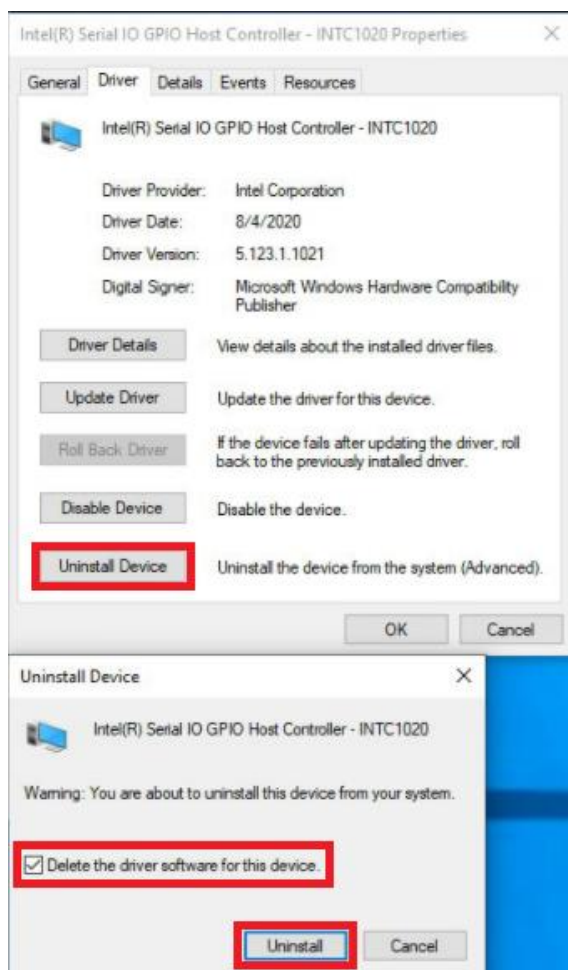 Intel(R) Serial IO GPIO Host Controller - INTC1020 Properties
General Driver Details Events Resources
Intel(R) Serial IO GPIO Host Controller - INTC1020
Driver Provider: Intel Corporation
Driver Date: 8/4/2020
Driver Version: 5.123.1.1021
Digital Signer: Microsoft Windows Hardware Compatibility
Publisher
Driver Details View details about the installed driver files.
Update Driver Update the driver for this device.
Roll Back Driver If the device fails after updating the driver, roll
back to the previously installed driver.
Disable Device Disable the device.
Uninstall Device Uninstall the device from the system (Advanced).
OK Cancel
Uninstall Device
Intel(R) Serial IO GPIO Host Controller - INTC1020
Warning: You are about to uninstall this device from your system.
Delete the driver software for this device.
Uninstall Cancel